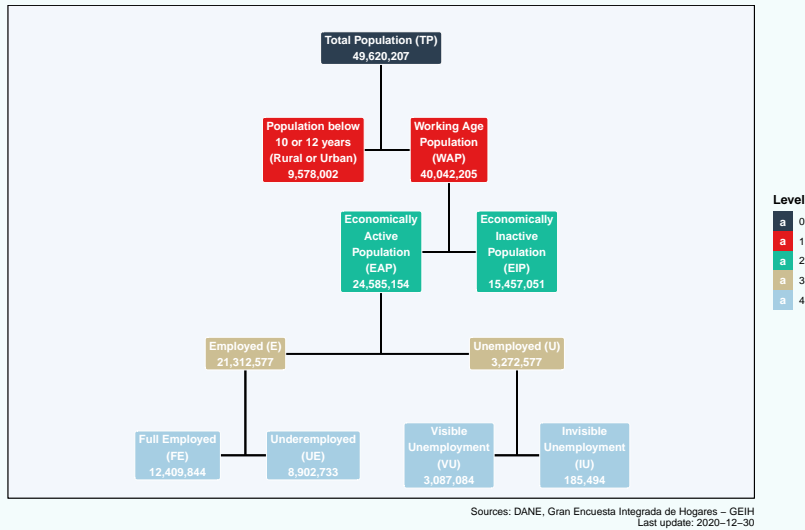 Total Population (TP)
49,620,207
Population below
10 or 12 years
(Rural or Urban)
9,578,002
Working Age
Population
(WAP)
40,042,205
Economically
Active
Population
(EAP)
24,585,154
Economically
Inactive
Population
(EIP)
15,457,051
Employed (E)
21,312,577
Unemployed (U)
3,272,577
Full Employed
(FE)
12,409,844
Underemployed
(UE)
8,902,733
Visible
Unemployment
(VU)
3,087,084
Invisible
Unemployment
(IU)
185,494
Level
a 0
a 1
a 2
a 3
a 4
Sources: DANE, Gran Encuesta Integrada de Hogares – GEIH
Last update: 2020–12–30